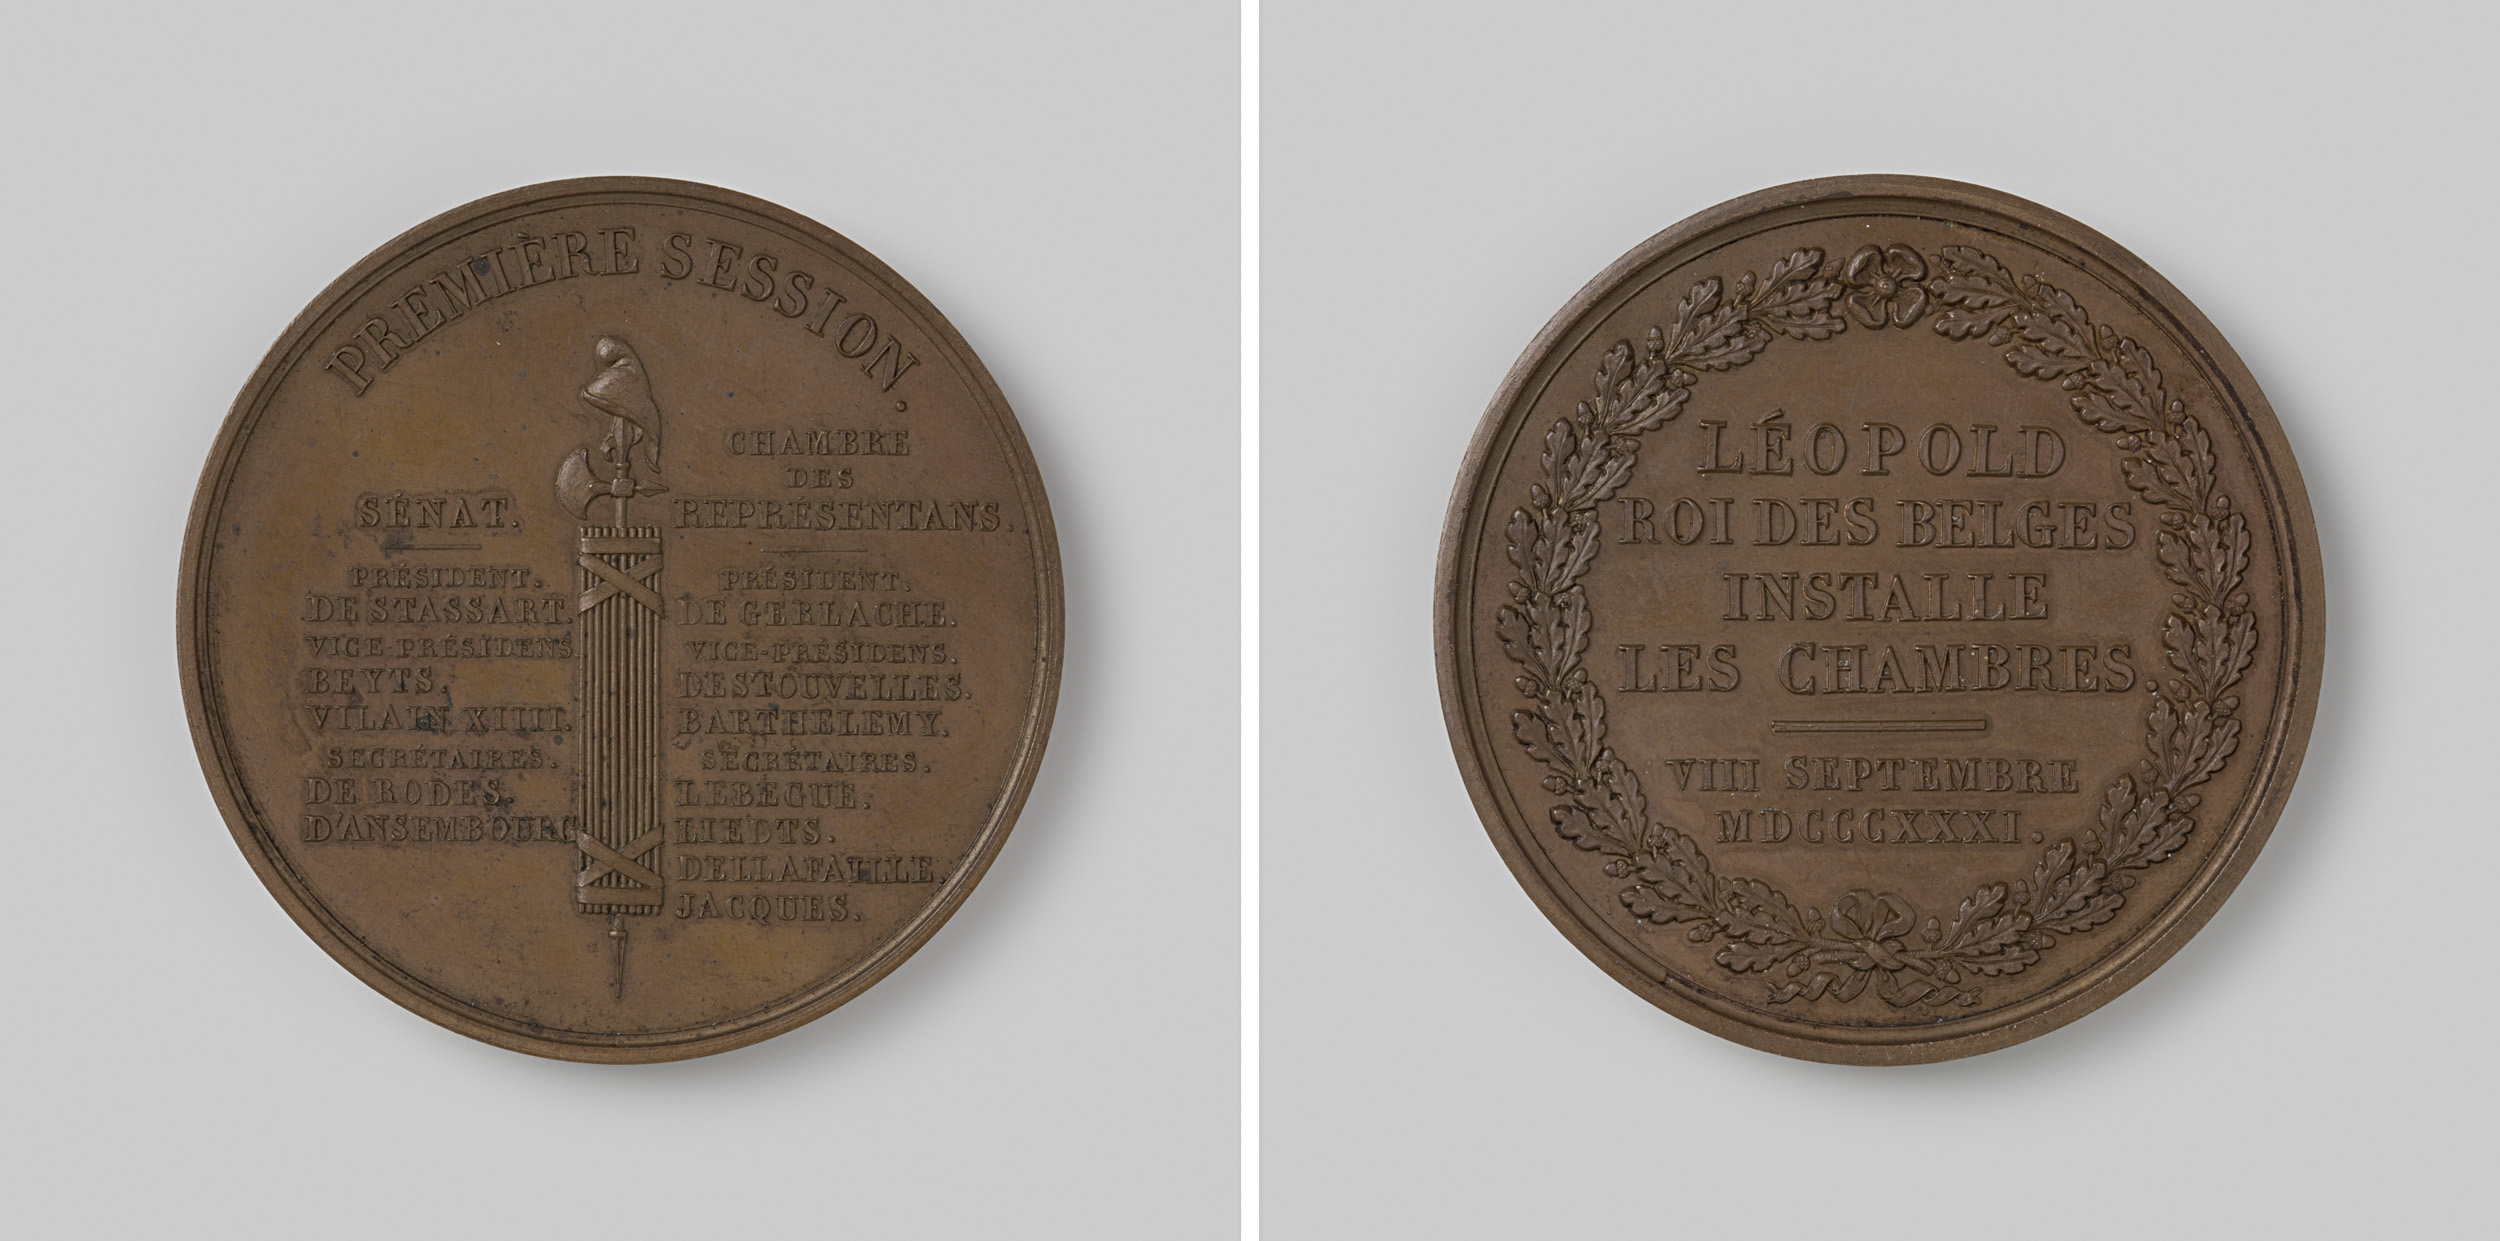 PREMIÈRE SESSION.
SÉNAT.
PRÉSIDENT.
DE STASSART.
VICE-PRÉSIDENS
BEYTS.
VILAIN XIIII.
SECRÉTAIRES.
DE RODES.
D'ANSEMBOURG
CHAMBRE
DES
REPRÉSENTANS.
PRÉSIDENT.
DE GERLACHE.
VICE-PRÉSIDENS.
DESTOUVELLES.
BARTHÉLEMY.
SECRÉTAIRES.
LEBÈGUE.
LIEDTS.
DELLAFAILLE.
JACQUES.
LÉOPOLD
ROI DES BELGES
INSTALLE
LES CHAMBRES.
VIII SEPTEMBRE
MDCCCXXXI.